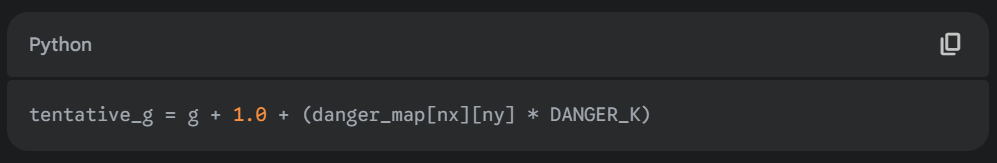 Python
tentative_g = g + 1.0 + (danger_map[nx][ny] * DANGER_K)